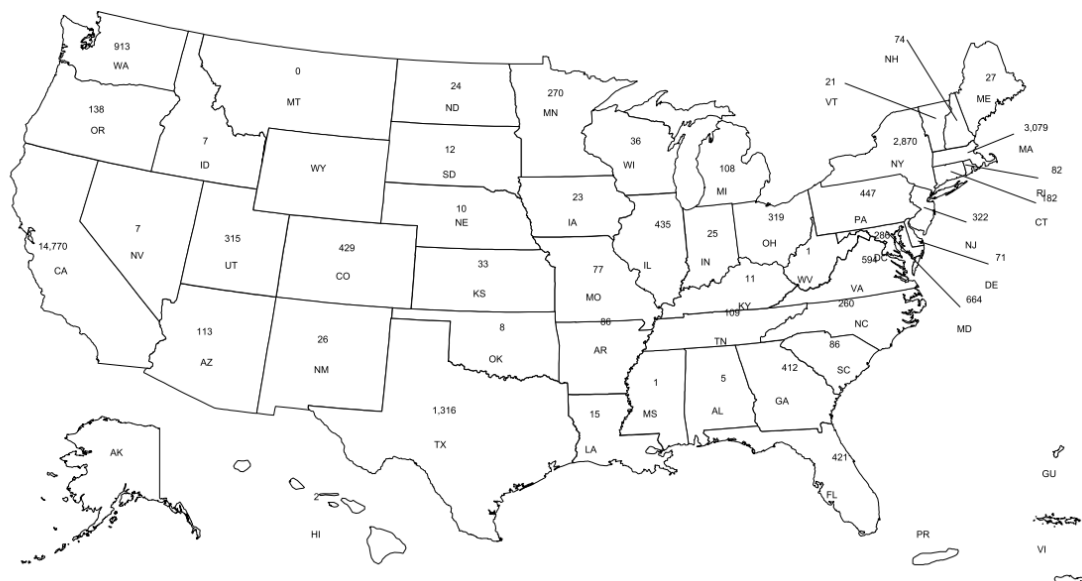 74
NH
913
WA
0
MT
24
ND
270
MN
27
ME
21
VT
138
OR
7
ID
12
SD
36
WI
108
MI
2,870
NY
3,079
MA
82
RI
WY
10
NE
23
IA
447
PA
182
CT
14,770
CA
7
NV
315
UT
429
CO
33
KS
435
IL
25
IN
319
OH
322
NJ
286
DC
71
DE
77
MO
11
KY
1
WV
594
VA
664
MD
113
AZ
26
NM
8
OK
86
AR
109
TN
260
NC
86
SC
1,316
TX
15
LA
1
MS
5
AL
412
GA
421
FL
AK
2
HI
GU
PR
VI